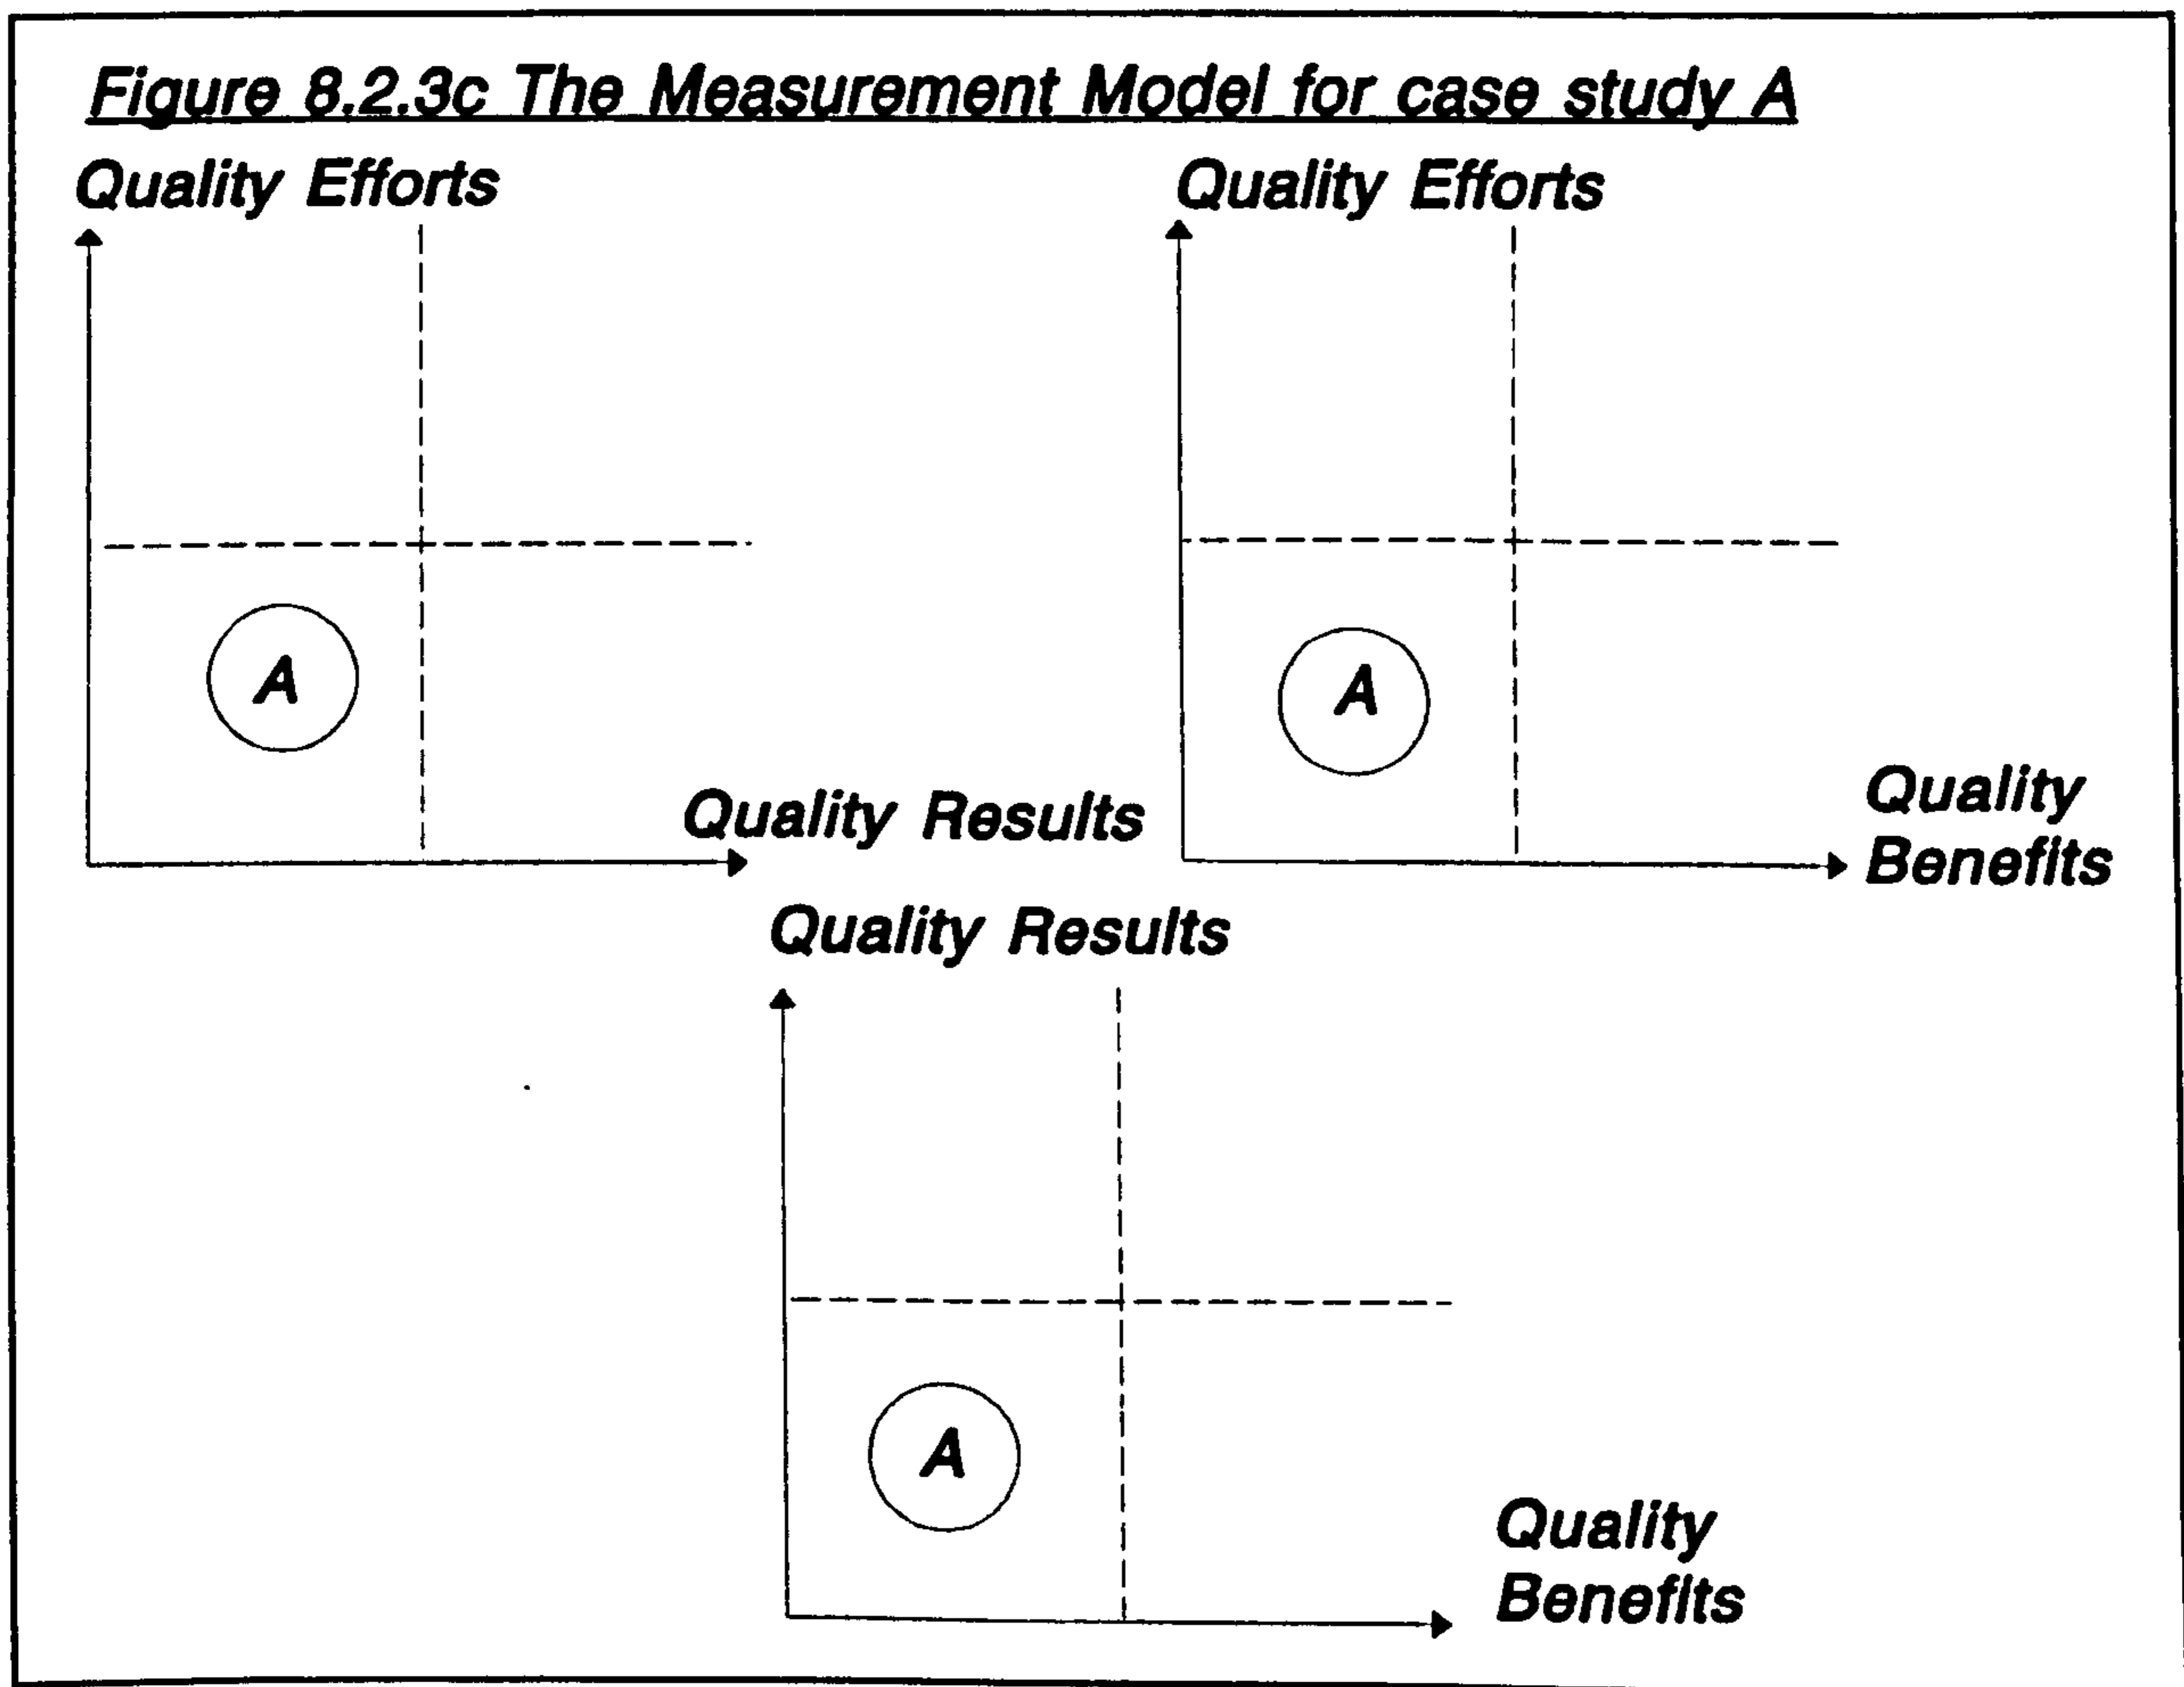 Figure 8.2.3c The Measurement Model for case study A
Quality Efforts
A
Quality Results
Quality Efforts
A
Quality
Benefits
Quality Results
A
Quality
Benefits